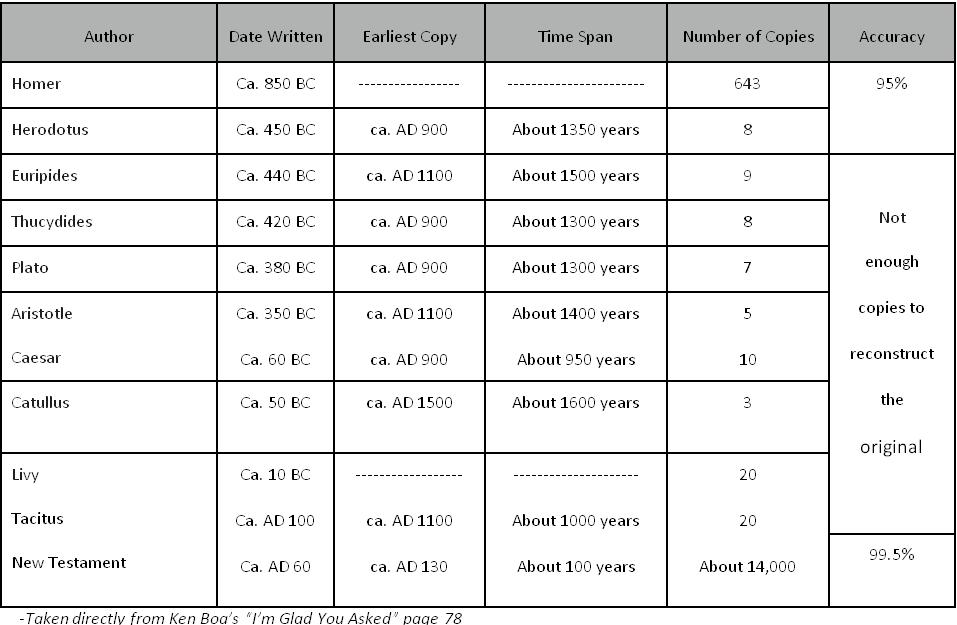 Author Date Written Earliest Copy Time Span Number of Copies Accuracy
Homer Ca. 850 BC ---------------- ---------------------- 643 95%
Herodotus Ca. 450 BC ca. AD 900 About 1350 years 8
Euripides Ca. 440 BC ca. AD 1100 About 1500 years 9
Thucydides Ca. 420 BC ca. AD 900 About 1300 years 8 Not
Plato Ca. 380 BC ca. AD 900 About 1300 years 7 enough
Aristotle Ca. 350 BC ca. AD 1100 About 1400 years 5 copies to
Caesar Ca. 60 BC ca. AD 900 About 950 years 10 reconstruct
Catullus Ca. 50 BC ca. AD 1500 About 1600 years 3 the
original
Livy Ca. 10 BC ----------------- -------------------- 20
Tacitus Ca. AD 100 ca. AD 1100 About 1000 years 20
New Testament Ca. AD 60 ca. AD 130 About 100 years About 14,000 99.5%
-Taken directly from Ken Boa's "I'm Glad You Asked" page 78